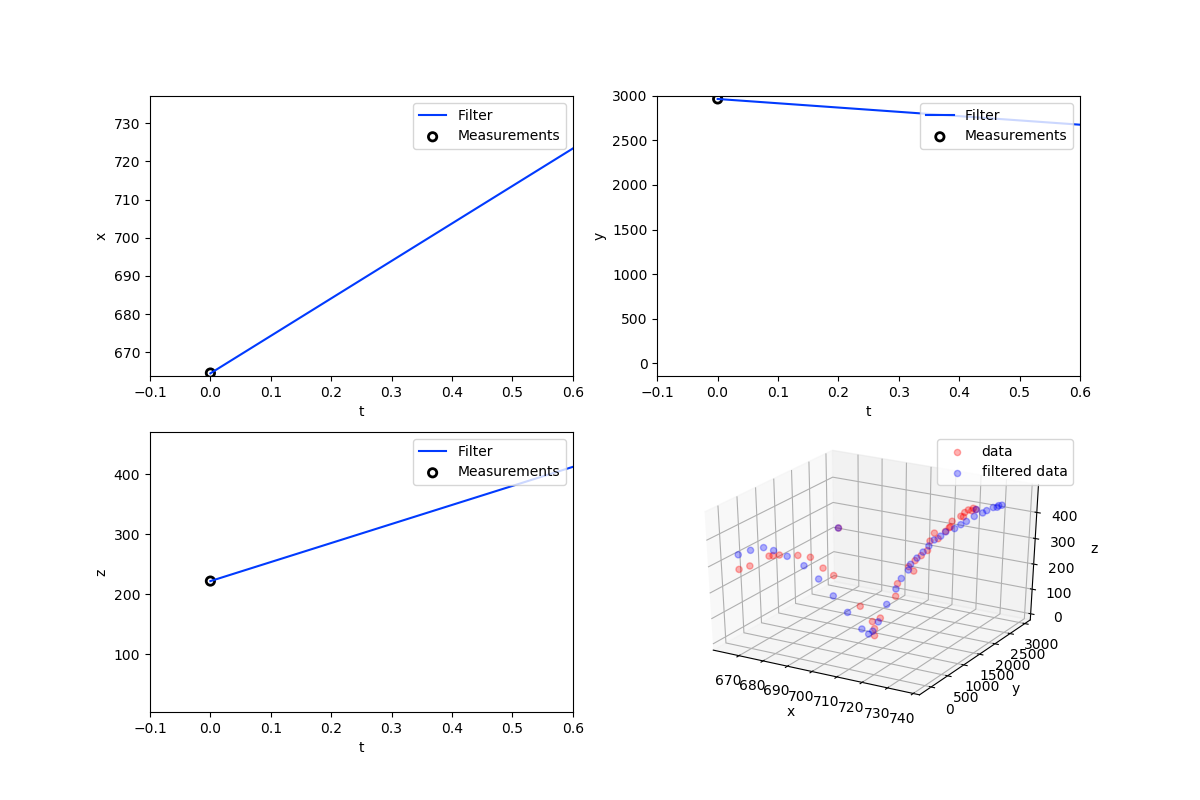 730
720
710
700
690
680
670
x
−0.1 0.0 0.1 0.2 0.3 0.4 0.5 0.6
t
Filter
Measurements
3000
2500
2000
1500
1000
500
0
y
−0.1 0.0 0.1 0.2 0.3 0.4 0.5 0.6
t
Filter
Measurements
400
300
200
100
z
−0.1 0.0 0.1 0.2 0.3 0.4 0.5 0.6
t
Filter
Measurements
data
filtered data
670 680 690 700 710 720 730 740
x
0 500 1000 1500 2000 2500 3000
y
400
300
200
100
0
z